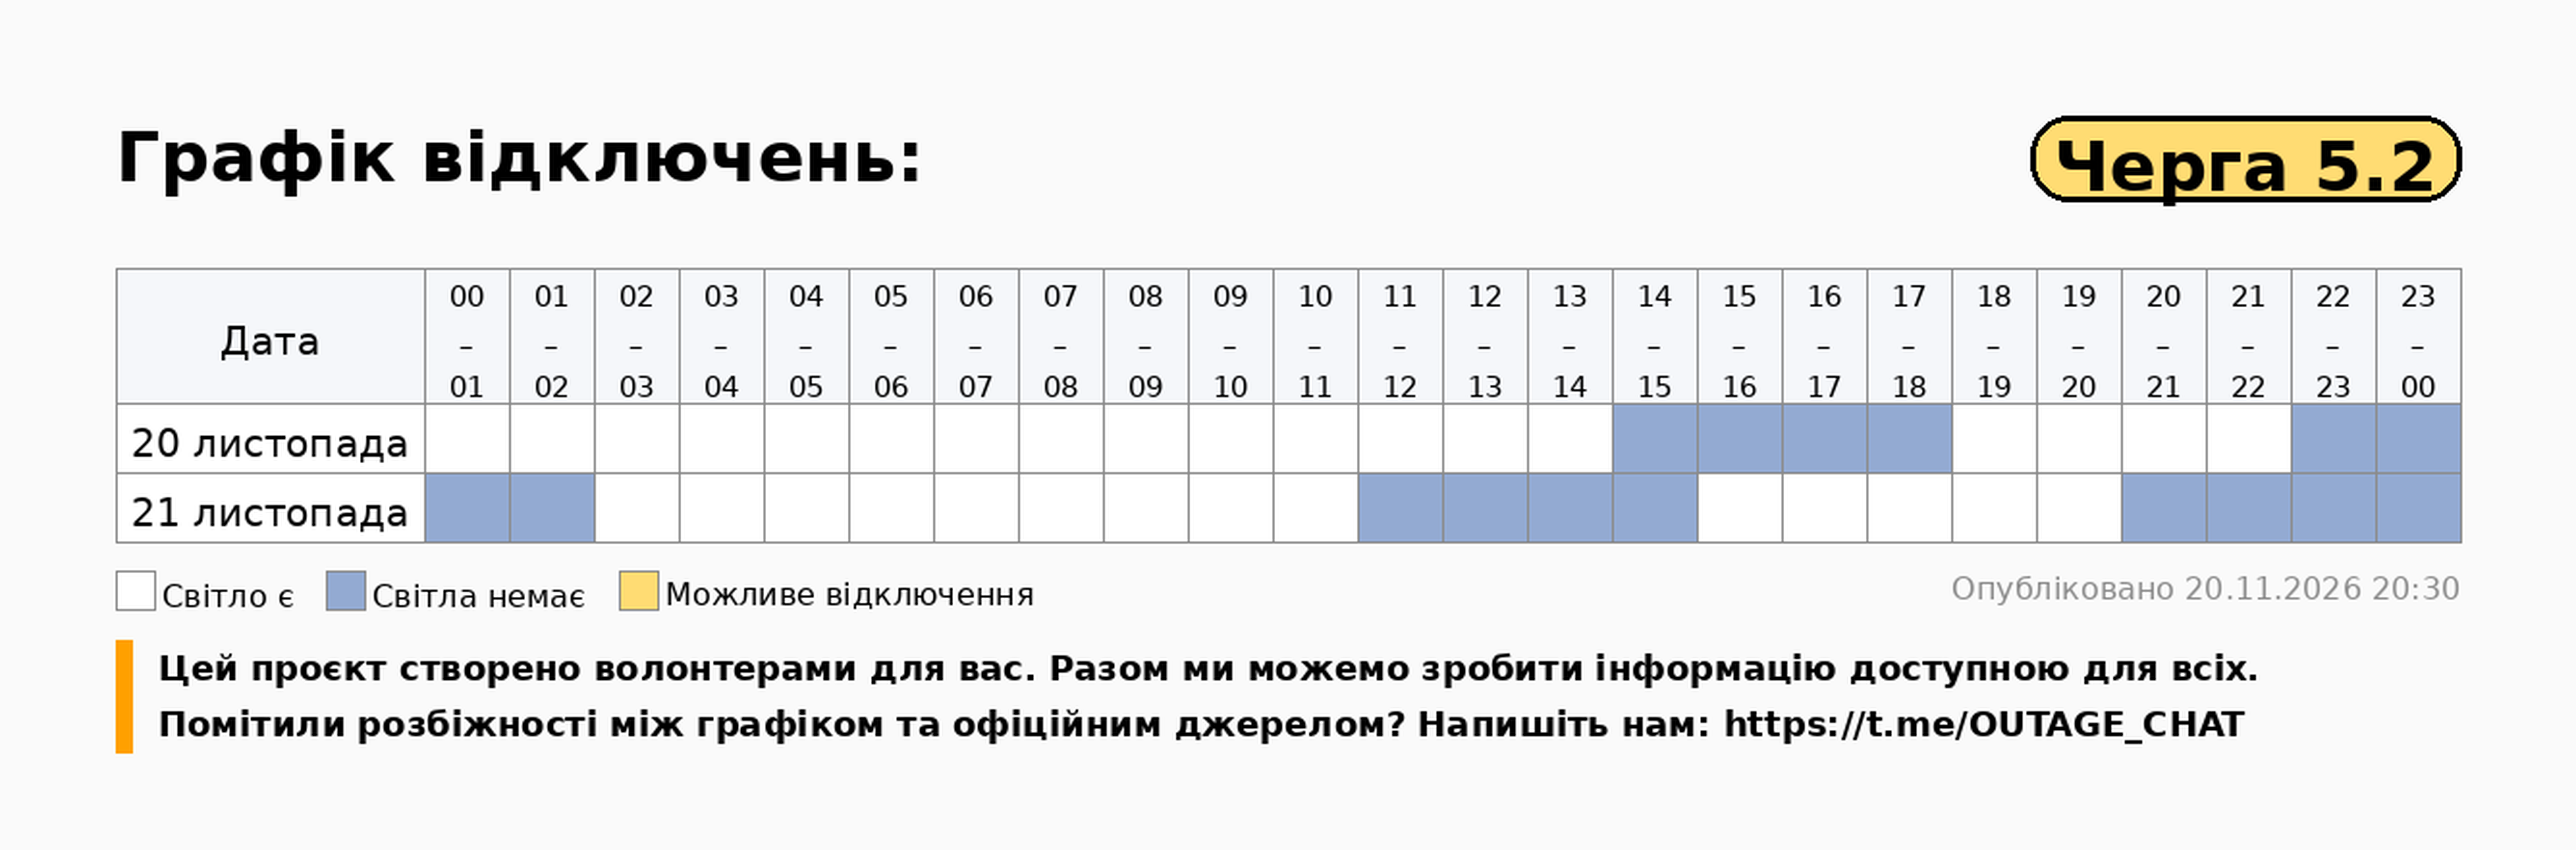 Графік відключень:
Черга 5.2
Дата 00 – 01 01 – 02 02 – 03 03 – 04 04 – 05 05 – 06 06 – 07 07 – 08 08 – 09 09 – 10 10 – 11 11 – 12 12 – 13 13 – 14 14 – 15 15 – 16 16 – 17 17 – 18 18 – 19 19 – 20 20 – 21 21 – 22 22 – 23 23 – 00
20 листопада
21 листопада
Світло є Світла немає Можливе відключення
Опубліковано 20.11.2026 20:30
Цей проєкт створено волонтерами для вас. Разом ми можемо зробити інформацію доступною для всіх.
Помітили розбіжності між графіком та офіційним джерелом? Напишіть нам: https://t.me/OUTAGE_CHAT